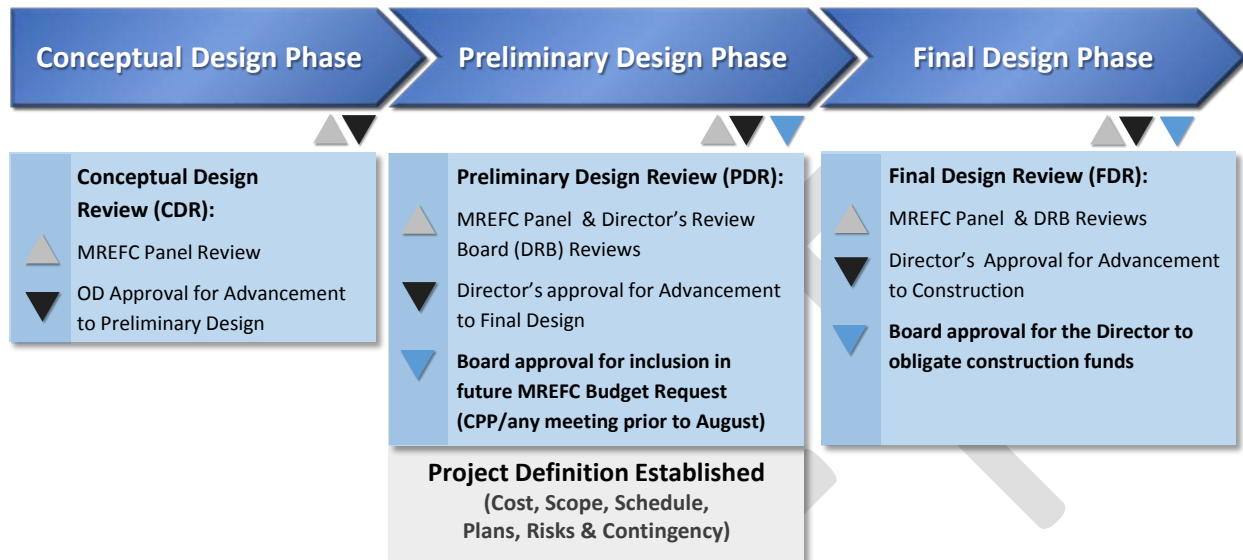 Conceptual Design Phase
Preliminary Design Phase
Final Design Phase
Conceptual Design
Review (CDR):
MREFC Panel Review
OD Approval for Advancement
to Preliminary Design
Preliminary Design Review (PDR):
MREFC Panel & Director’s Review
Board (DRB) Reviews
Director’s approval for Advancement
to Final Design
Board approval for inclusion in
future MREFC Budget Request
(CPP/any meeting prior to August)
Project Definition Established
(Cost, Scope, Schedule,
Plans, Risks & Contingency)
Final Design Review (FDR):
MREFC Panel & DRB Reviews
Director’s Approval for Advancement
to Construction
Board approval for the Director to
obligate construction funds